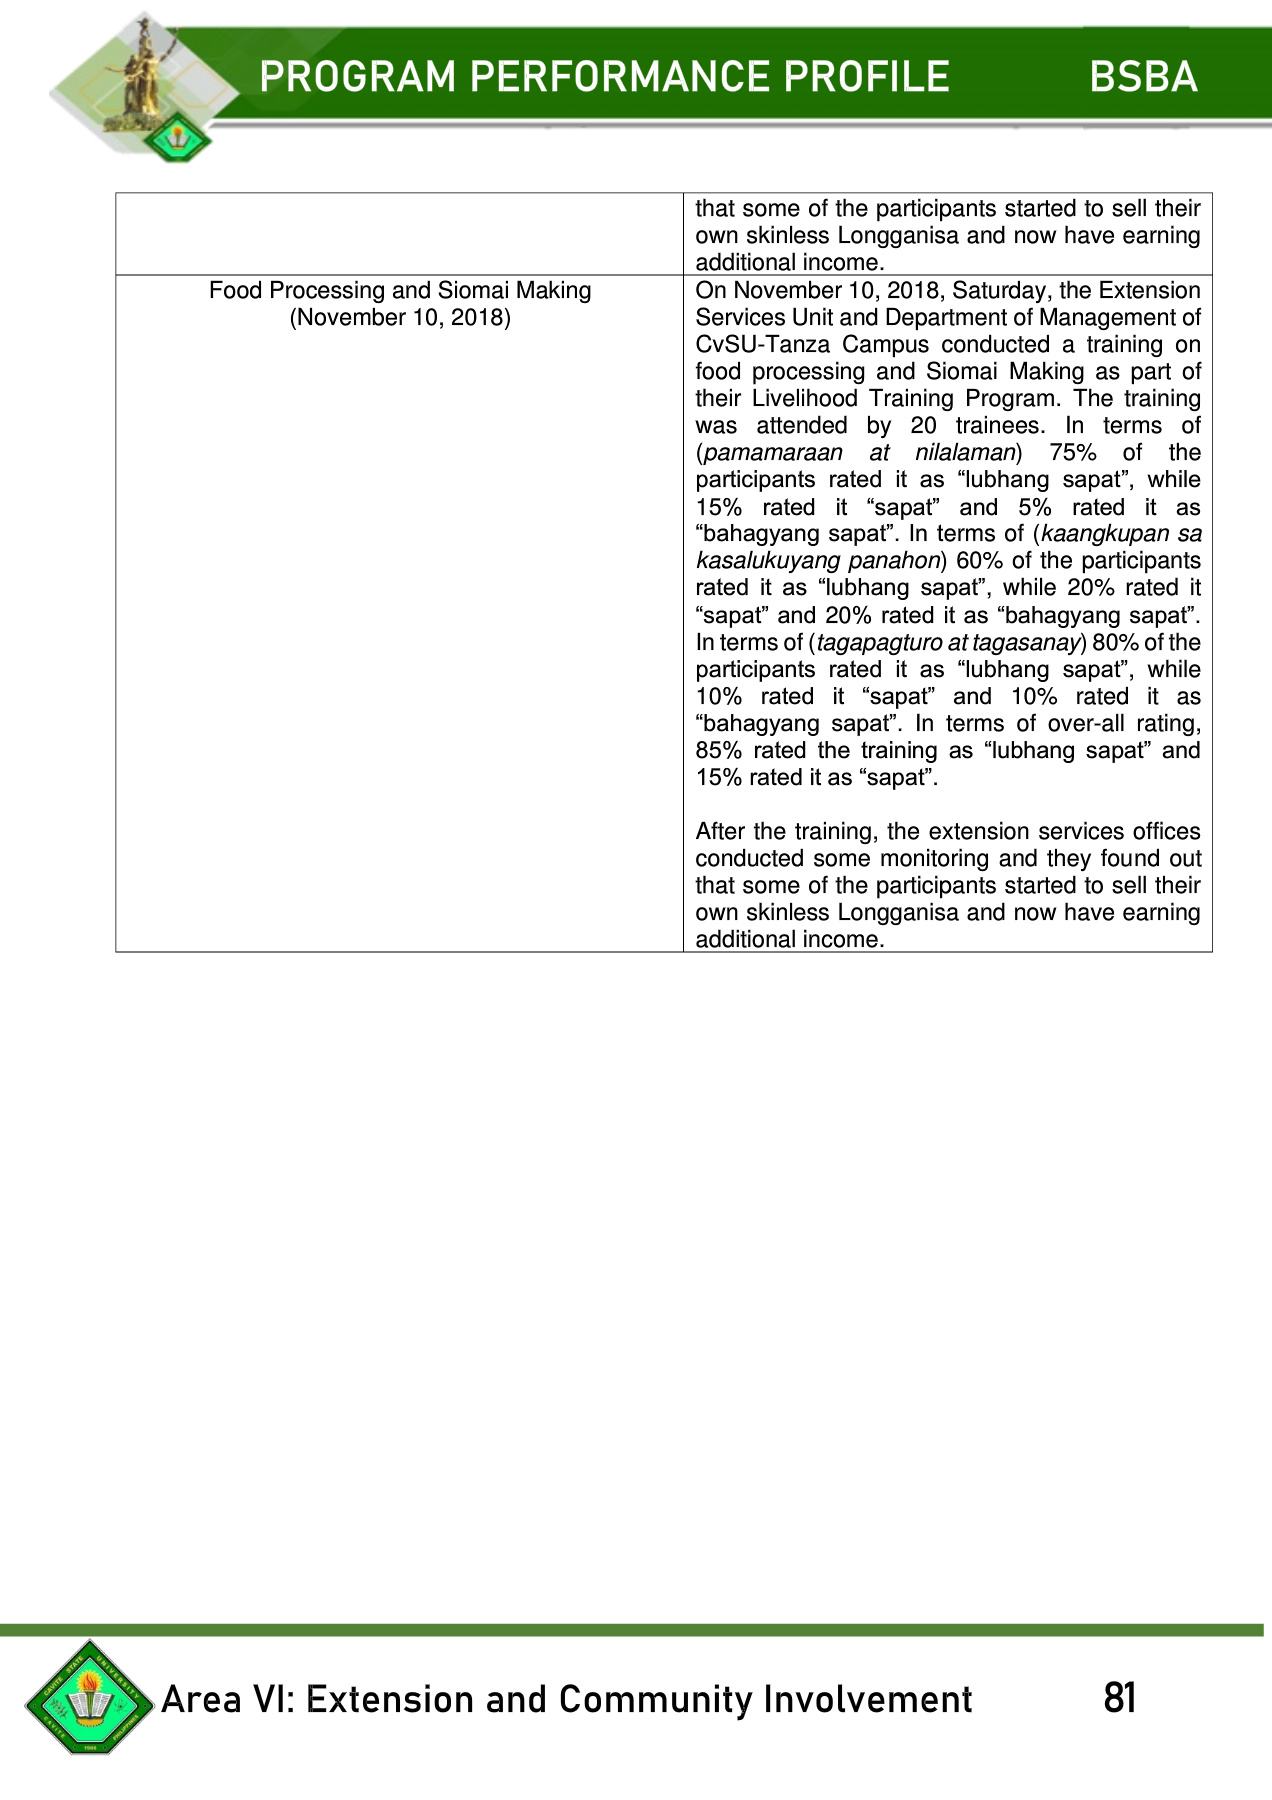 PROGRAM PERFORMANCE PROFILE BSBA
that some of the participants started to sell their
own skinless Longganisa and now have earning
additional income.
Food Processing and Siomai Making
(November 10, 2018)
On November 10, 2018, Saturday, the Extension
Services Unit and Department of Management of
CvSU-Tanza Campus conducted a training on
food processing and Siomai Making as part of
their Livelihood Training Program. The training
was attended by 20 trainees. In terms of
(pamamaraan at nilalaman) 75% of the
participants rated it as “lubhang sapat”, while
15% rated it “sapat” and 5% rated it as
“bahagyang sapat”. In terms of (kaangkupan sa
kasalukuyang panahon) 60% of the participants
rated it as “lubhang sapat”, while 20% rated it
“sapat” and 20% rated it as “bahagyang sapat”.
In terms of (tagapagturo at tagasanay) 80% of the
participants rated it as “lubhang sapat”, while
10% rated it “sapat” and 10% rated it as
“bahagyang sapat”. In terms of over-all rating,
85% rated the training as “lubhang sapat” and
15% rated it as “sapat”.
After the training, the extension services offices
conducted some monitoring and they found out
that some of the participants started to sell their
own skinless Longganisa and now have earning
additional income.
CAVITE STATE UNIVERSITY
CAVITE PHILIPPINES
1906
Area VI: Extension and Community Involvement 81